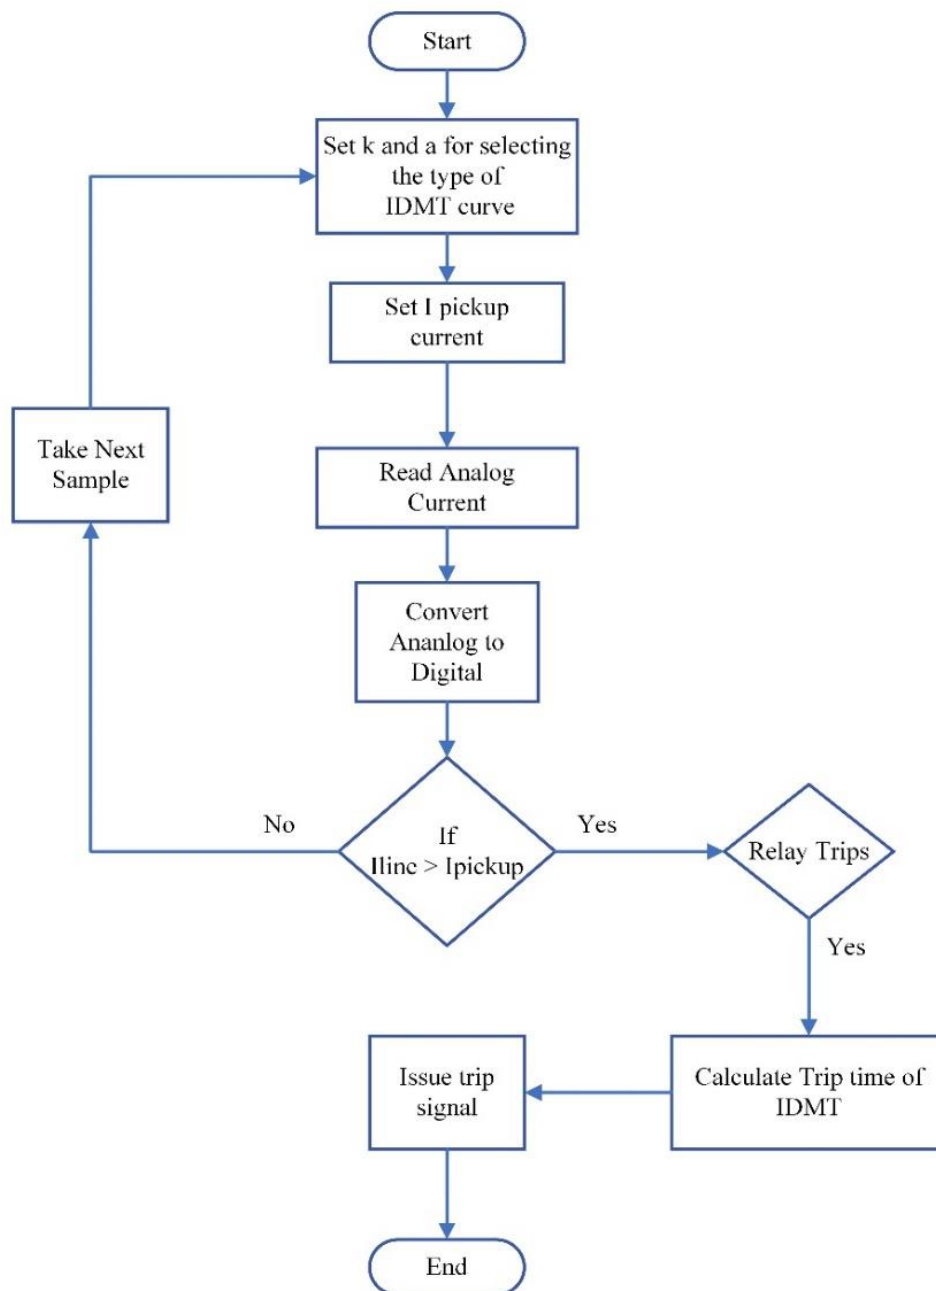 Start
Set k and a for selecting
the type of
IDMT curve
Set I pickup
current
Take Next
Sample
Read Analog
Current
Convert
Ananlog to
Digital
No
If
Ilinc > Ipickup
Yes
Relay Trips
Yes
Issue trip
signal
Calculate Trip time of
IDMT
End